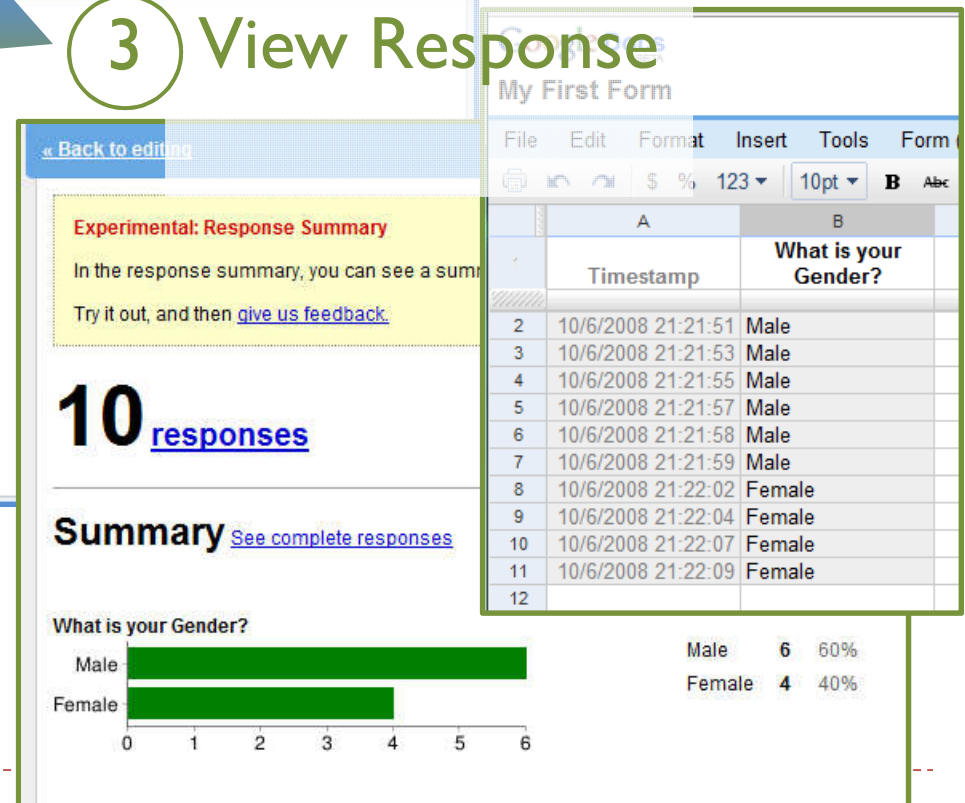 3 View Response
Google Docs
My First Form
File Edit Format Insert Tools Form (
$ % 123 10pt B Abc
A B
Timestamp What is your Gender?
2 10/6/2008 21:21:51 Male
3 10/6/2008 21:21:53 Male
4 10/6/2008 21:21:55 Male
5 10/6/2008 21:21:57 Male
6 10/6/2008 21:21:58 Male
7 10/6/2008 21:21:59 Male
8 10/6/2008 21:22:02 Female
9 10/6/2008 21:22:04 Female
10 10/6/2008 21:22:07 Female
11 10/6/2008 21:22:09 Female
12
« Back to editing
Experimental: Response Summary
In the response summary, you can see a
Try it out, and then give us feedback.
10 responses
Summary See complete responses
What is your Gender?
Male
Female
0 1 2 3 4 5 6
Male 6 60%
Female 4 40%